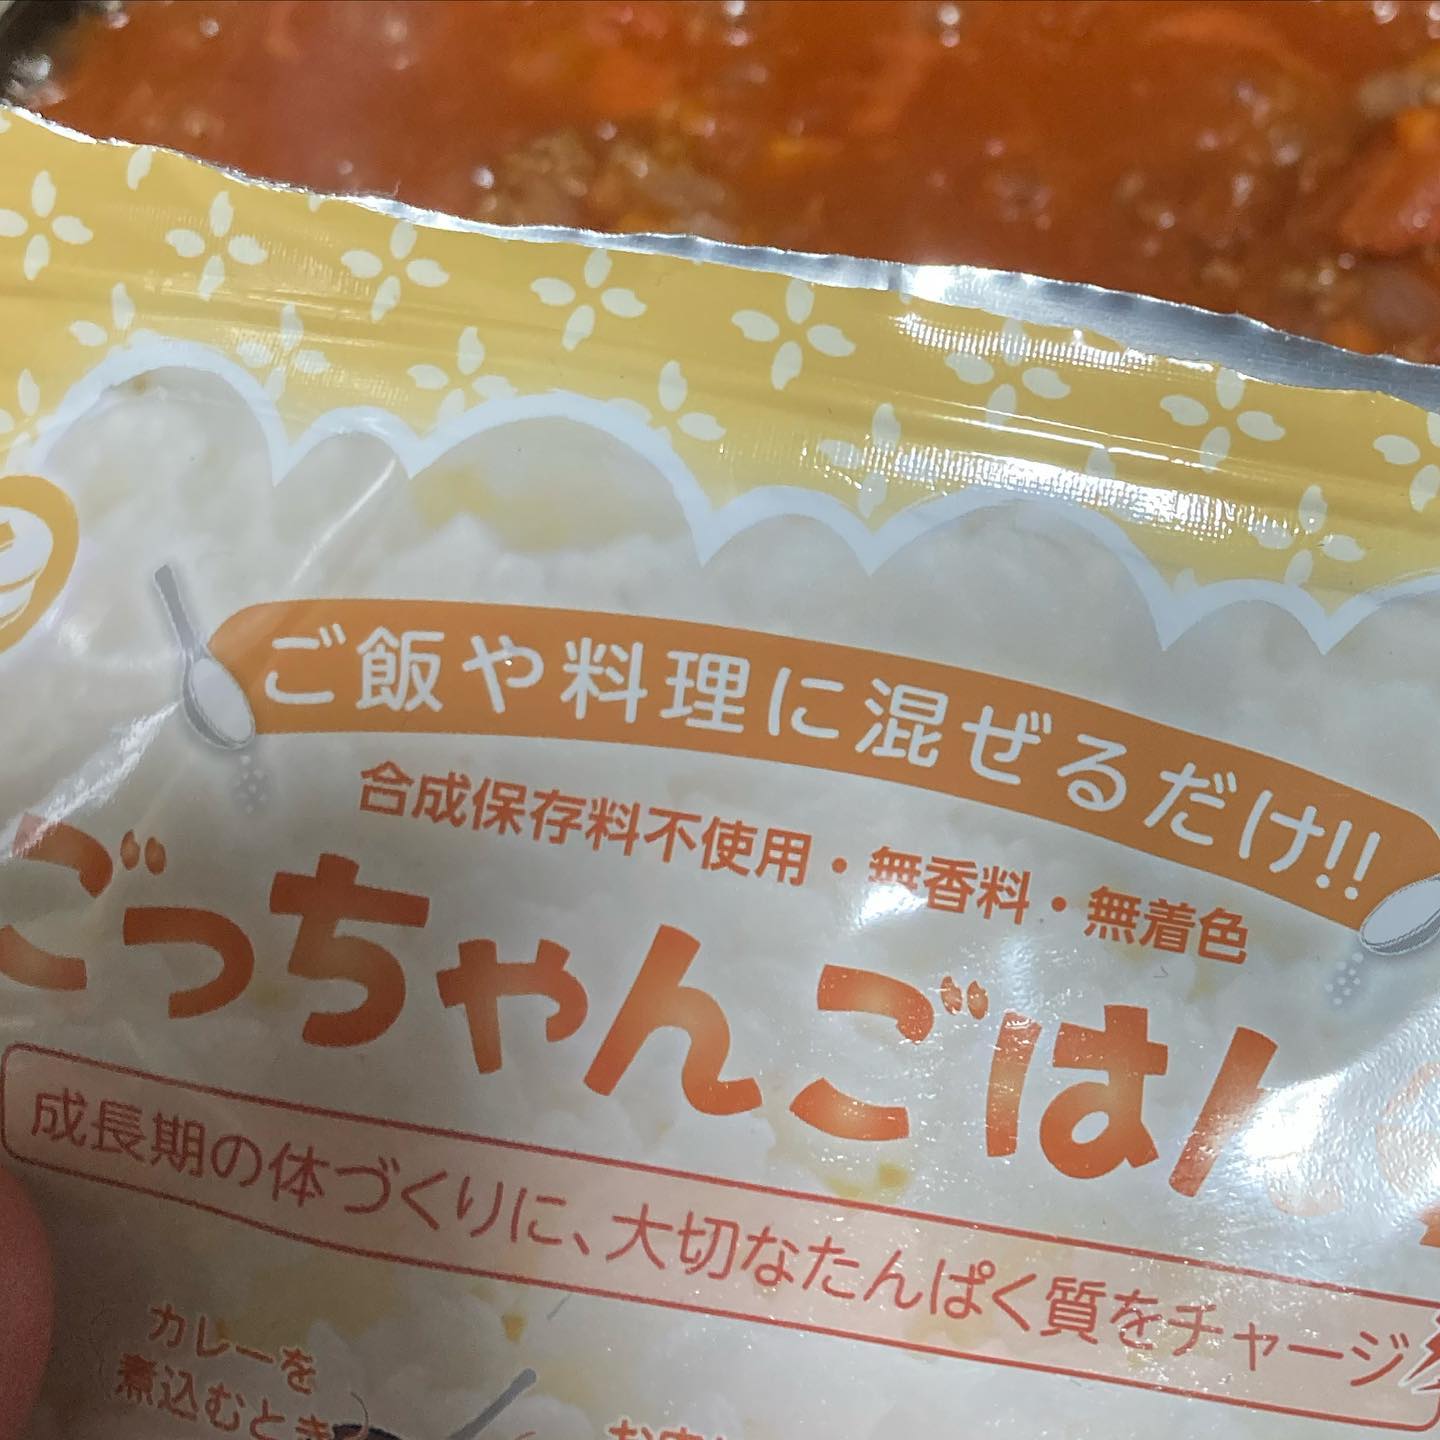 ご飯や料理に混ぜるだけ!!
合成保存料不使用・無香料・無着色
ごっちゃんごはん
成長期の体づくりに、大切なたんぱく質をチャージ
カレーを
煮込むとき